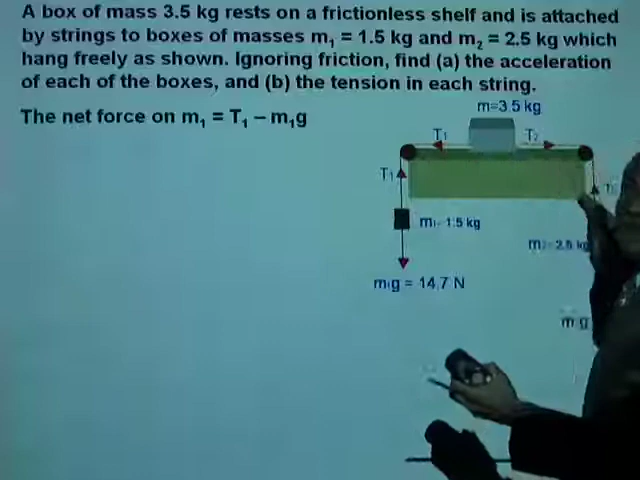 A box of mass 3.5 kg rests on a frictionless shelf and is attached
by strings to boxes of masses m₁ = 1.5 kg and m₂ = 2.5 kg which
hang freely as shown. Ignoring friction, find (a) the acceleration
of each of the boxes, and (b) the tension in each string.
The net force on m₁ = T₁ – m₁g
m=3.5 kg
T₁ T₂
T₁
m₁= 1.5 kg
m₂= 2.5 kg
m₁g = 14.7 N